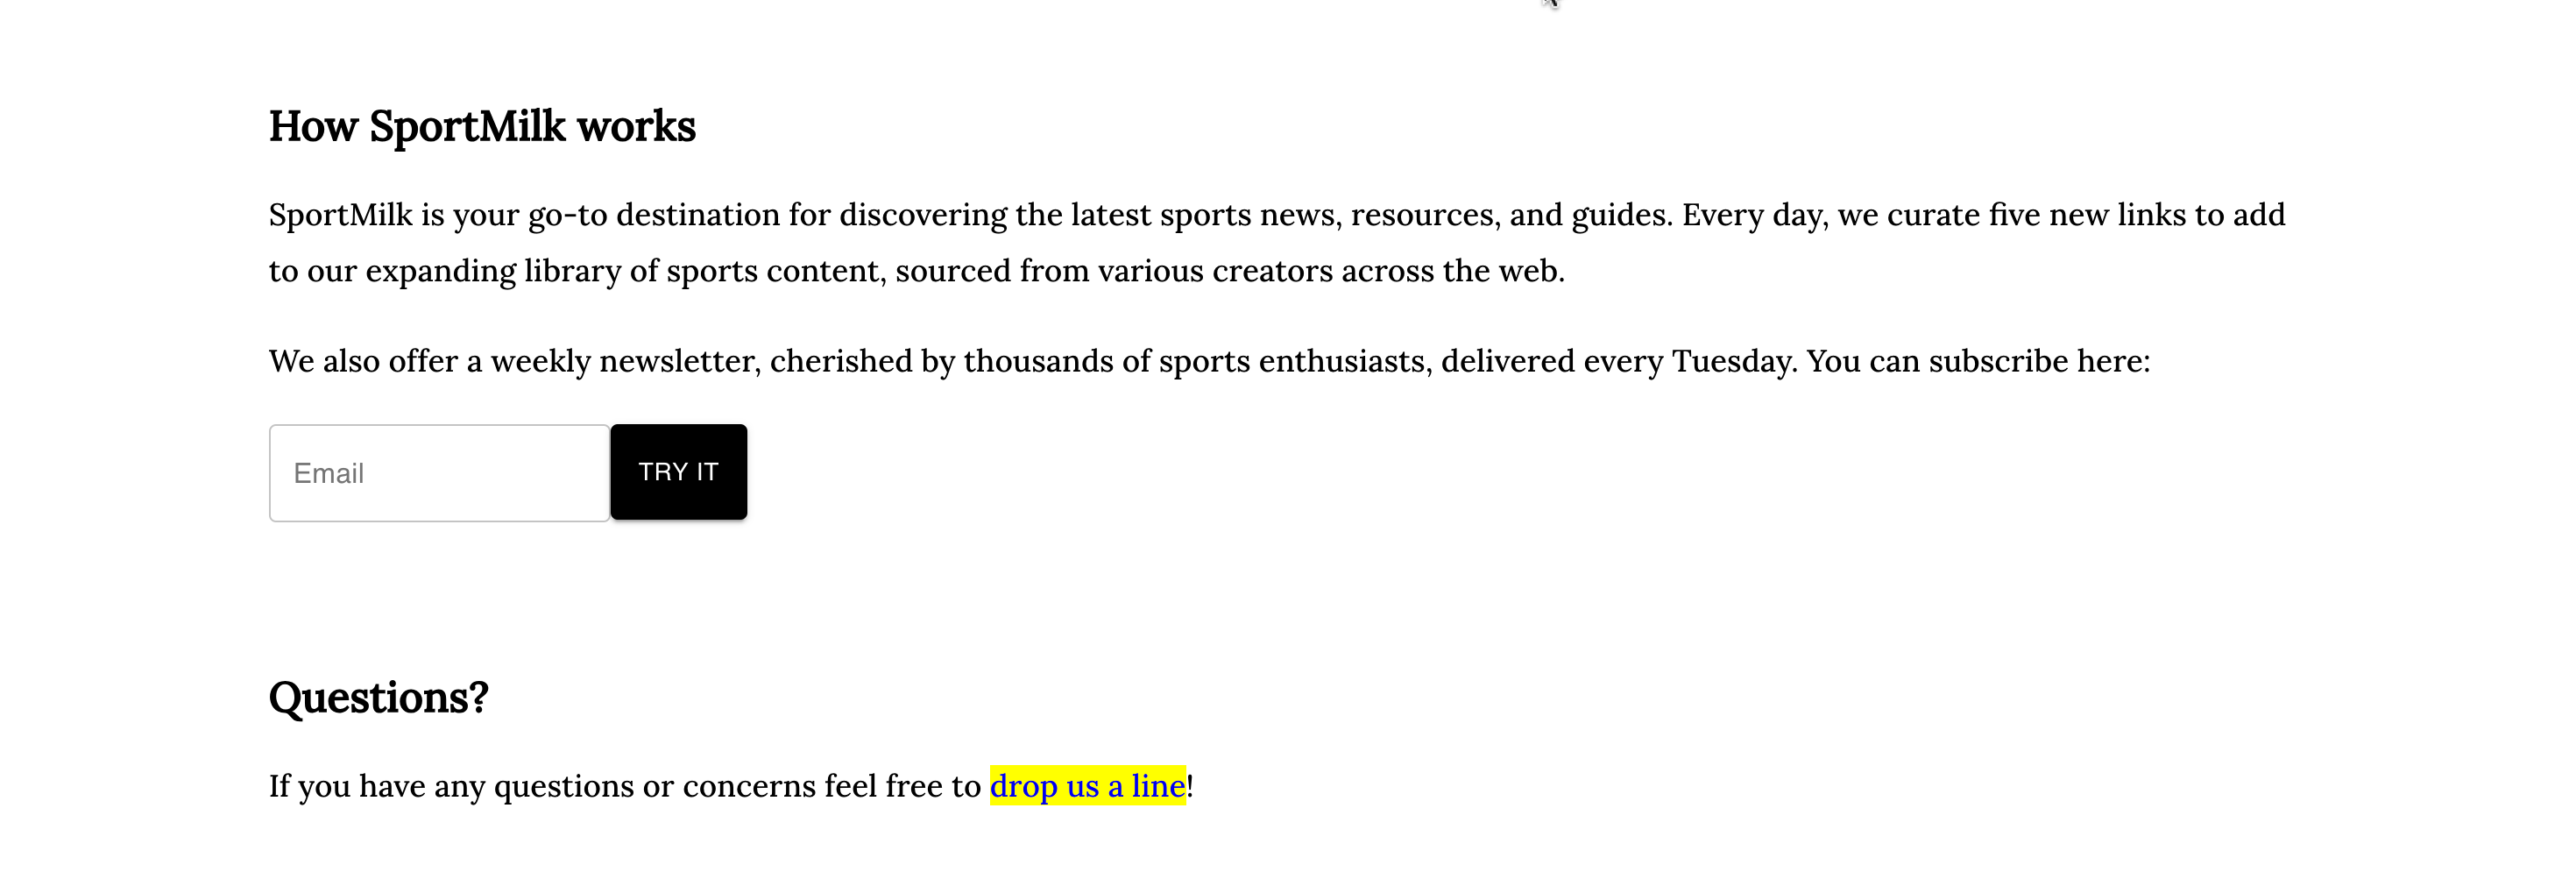 How SportMilk works
SportMilk is your go-to destination for discovering the latest sports news, resources, and guides. Every day, we curate five new links to add
to our expanding library of sports content, sourced from various creators across the web.
We also offer a weekly newsletter, cherished by thousands of sports enthusiasts, delivered every Tuesday. You can subscribe here:
Email TRY IT
Questions?
If you have any questions or concerns feel free to drop us a line!